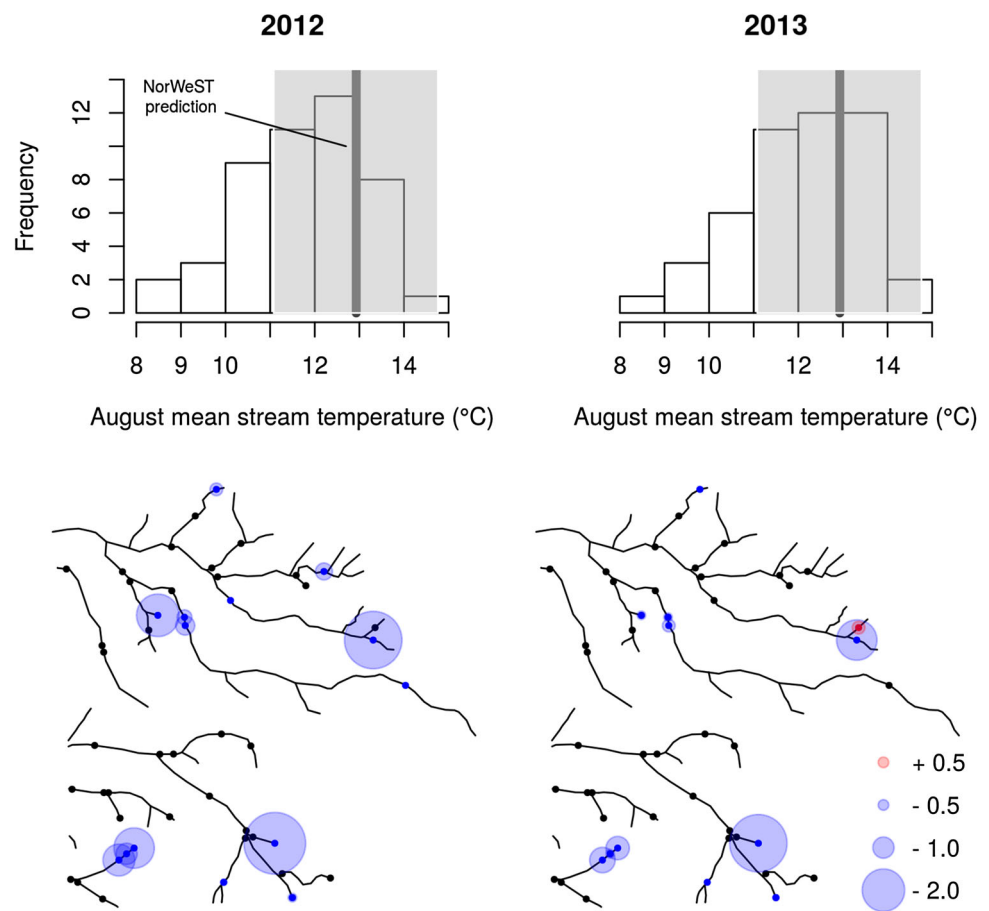 2012
2013
NorWeST
prediction
Frequency
0 2 4 6 8 12
8 9 10 12 14
8 9 10 12 14
August mean stream temperature (°C)
August mean stream temperature (°C)
+ 0.5
- 0.5
- 1.0
- 2.0